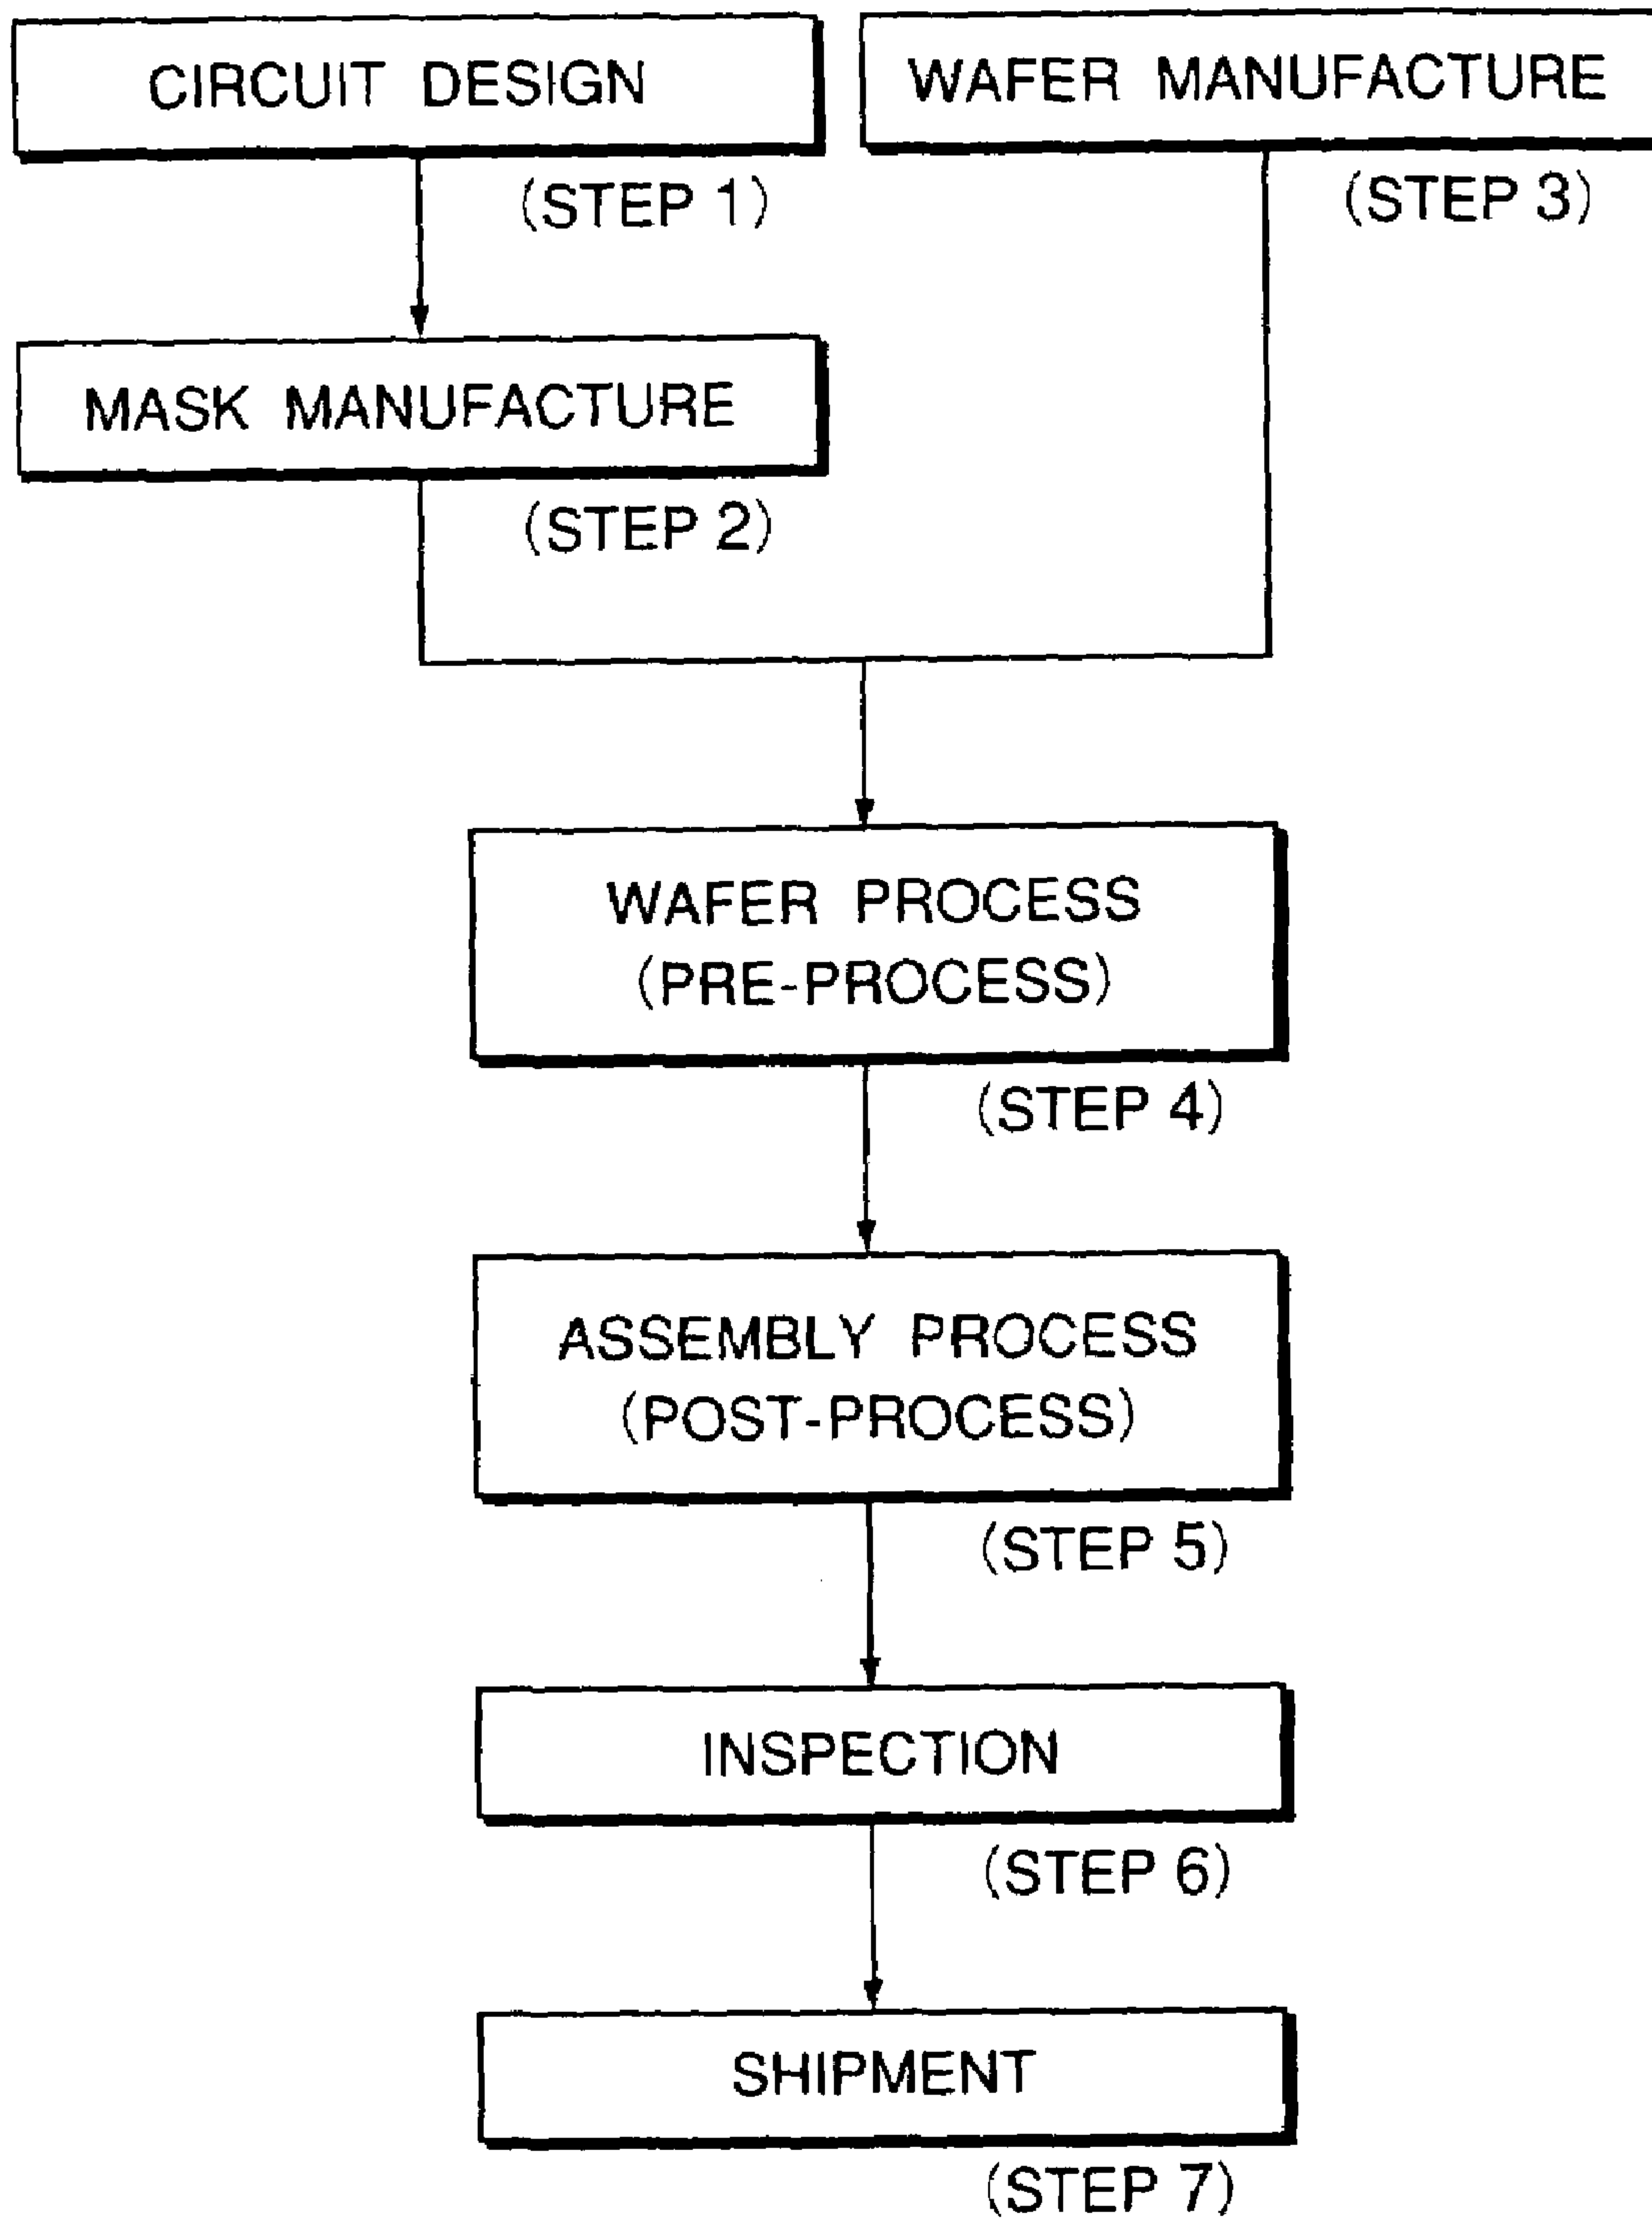 CIRCUIT DESIGN
(STEP 1)
WAFER MANUFACTURE
(STEP 3)
MASK MANUFACTURE
(STEP 2)
WAFER PROCESS
(PRE-PROCESS)
(STEP 4)
ASSEMBLY PROCESS
(POST-PROCESS)
(STEP 5)
INSPECTION
(STEP 6)
SHIPMENT
(STEP 7)